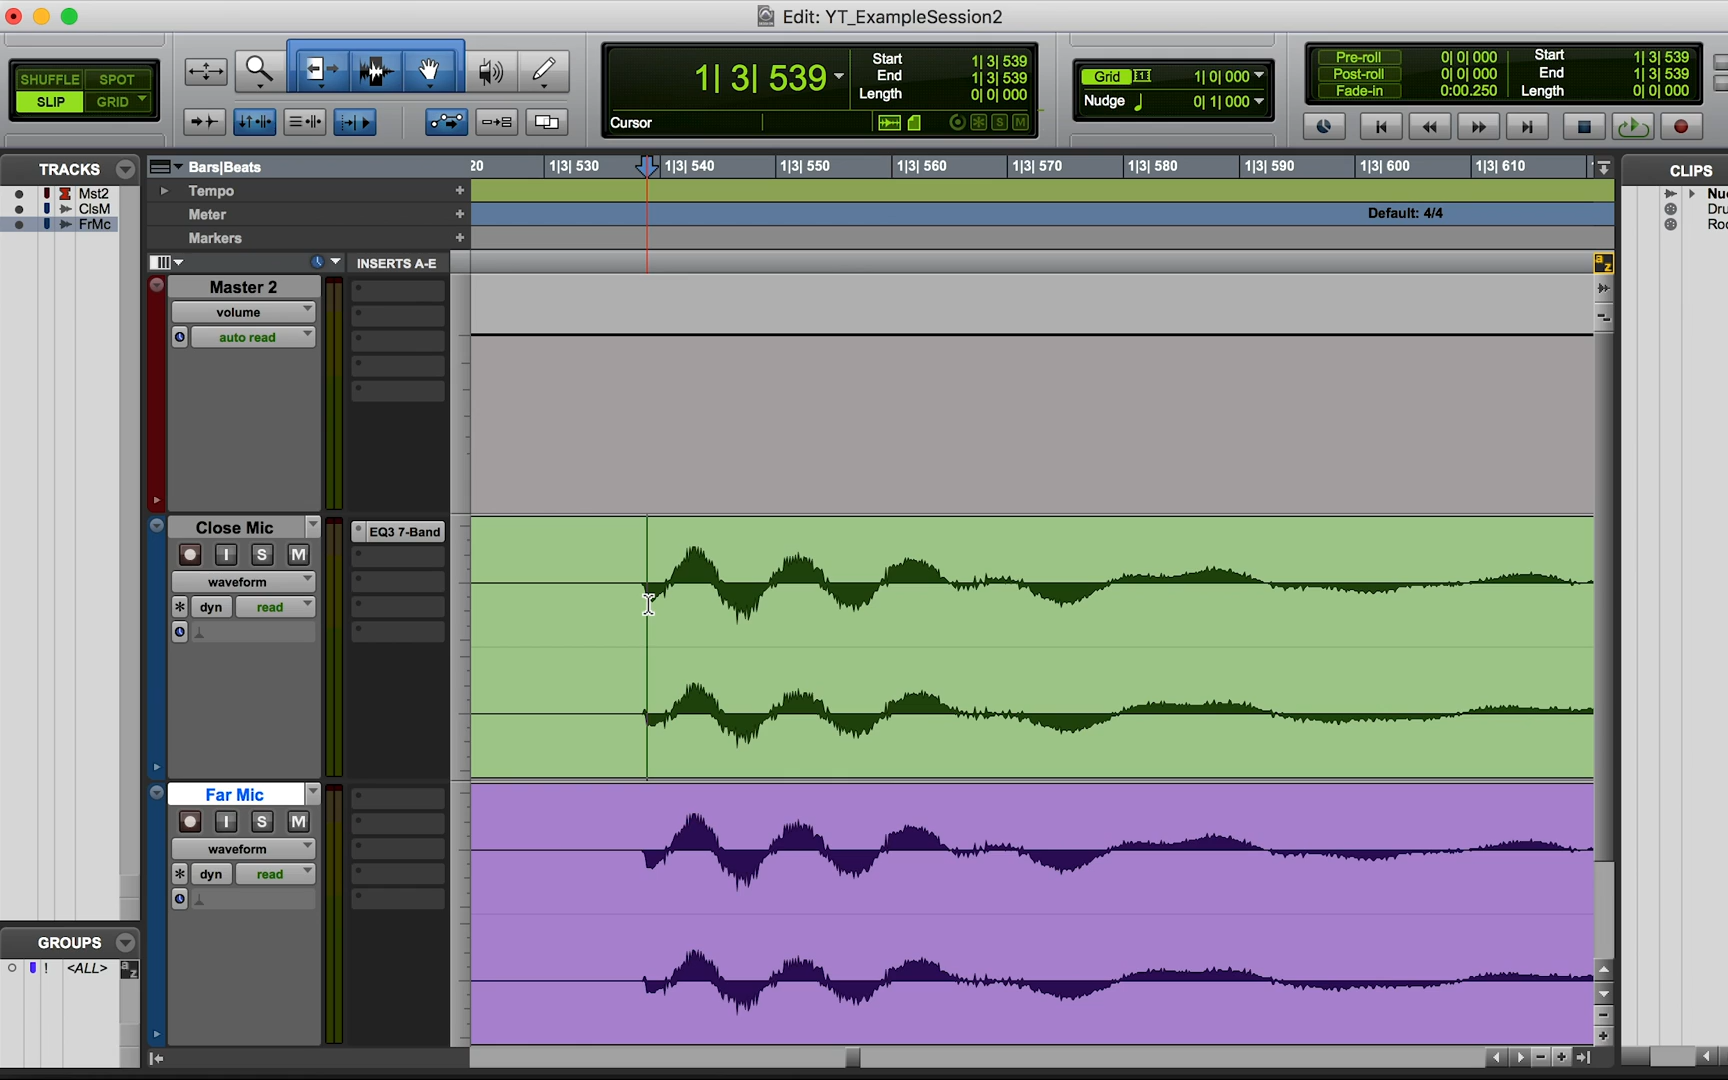 Edit: YT_ExampleSession2
SHUFFLE SPOT
SLIP GRID
1| 3| 539
Start 1| 3| 539
End 1| 3| 539
Length 0| 0| 000
Cursor
S M
Grid 1| 0| 000
Nudge 0| 1| 000
Pre-roll 0| 0| 000 Start 1| 3| 539
Post-roll 0| 0| 000 End 1| 3| 539
Fade-in 0:00.250 Length 0| 0| 000
TRACKS
Mst2
ClsM
FrMc
Bars|Beats
20 1|3| 530 1|3| 540 1|3| 550 1|3| 560 1|3| 570 1|3| 580 1|3| 590 1|3| 600 1|3| 610
Tempo +
Meter +
Default: 4/4
Markers +
INSERTS A-E
a z
CLIPS
Nu
Dru
Roo
Master 2
volume
auto read
Close Mic
EQ3 7-Band
I S M
waveform
* dyn read
Far Mic
I S M
waveform
* dyn read
GROUPS
! <ALL> a z